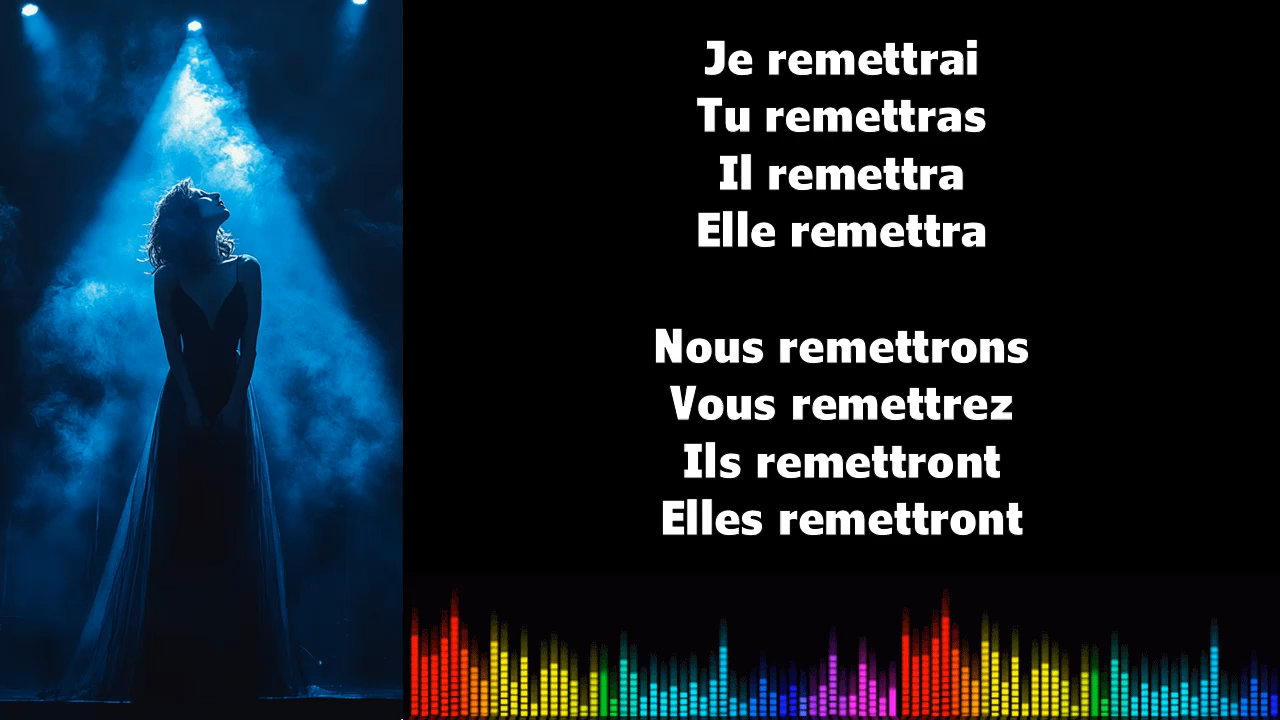 Je remettrai
Tu remettras
Il remettra
Elle remettra
Nous remettrons
Vous remettrez
Ils remettront
Elles remettront